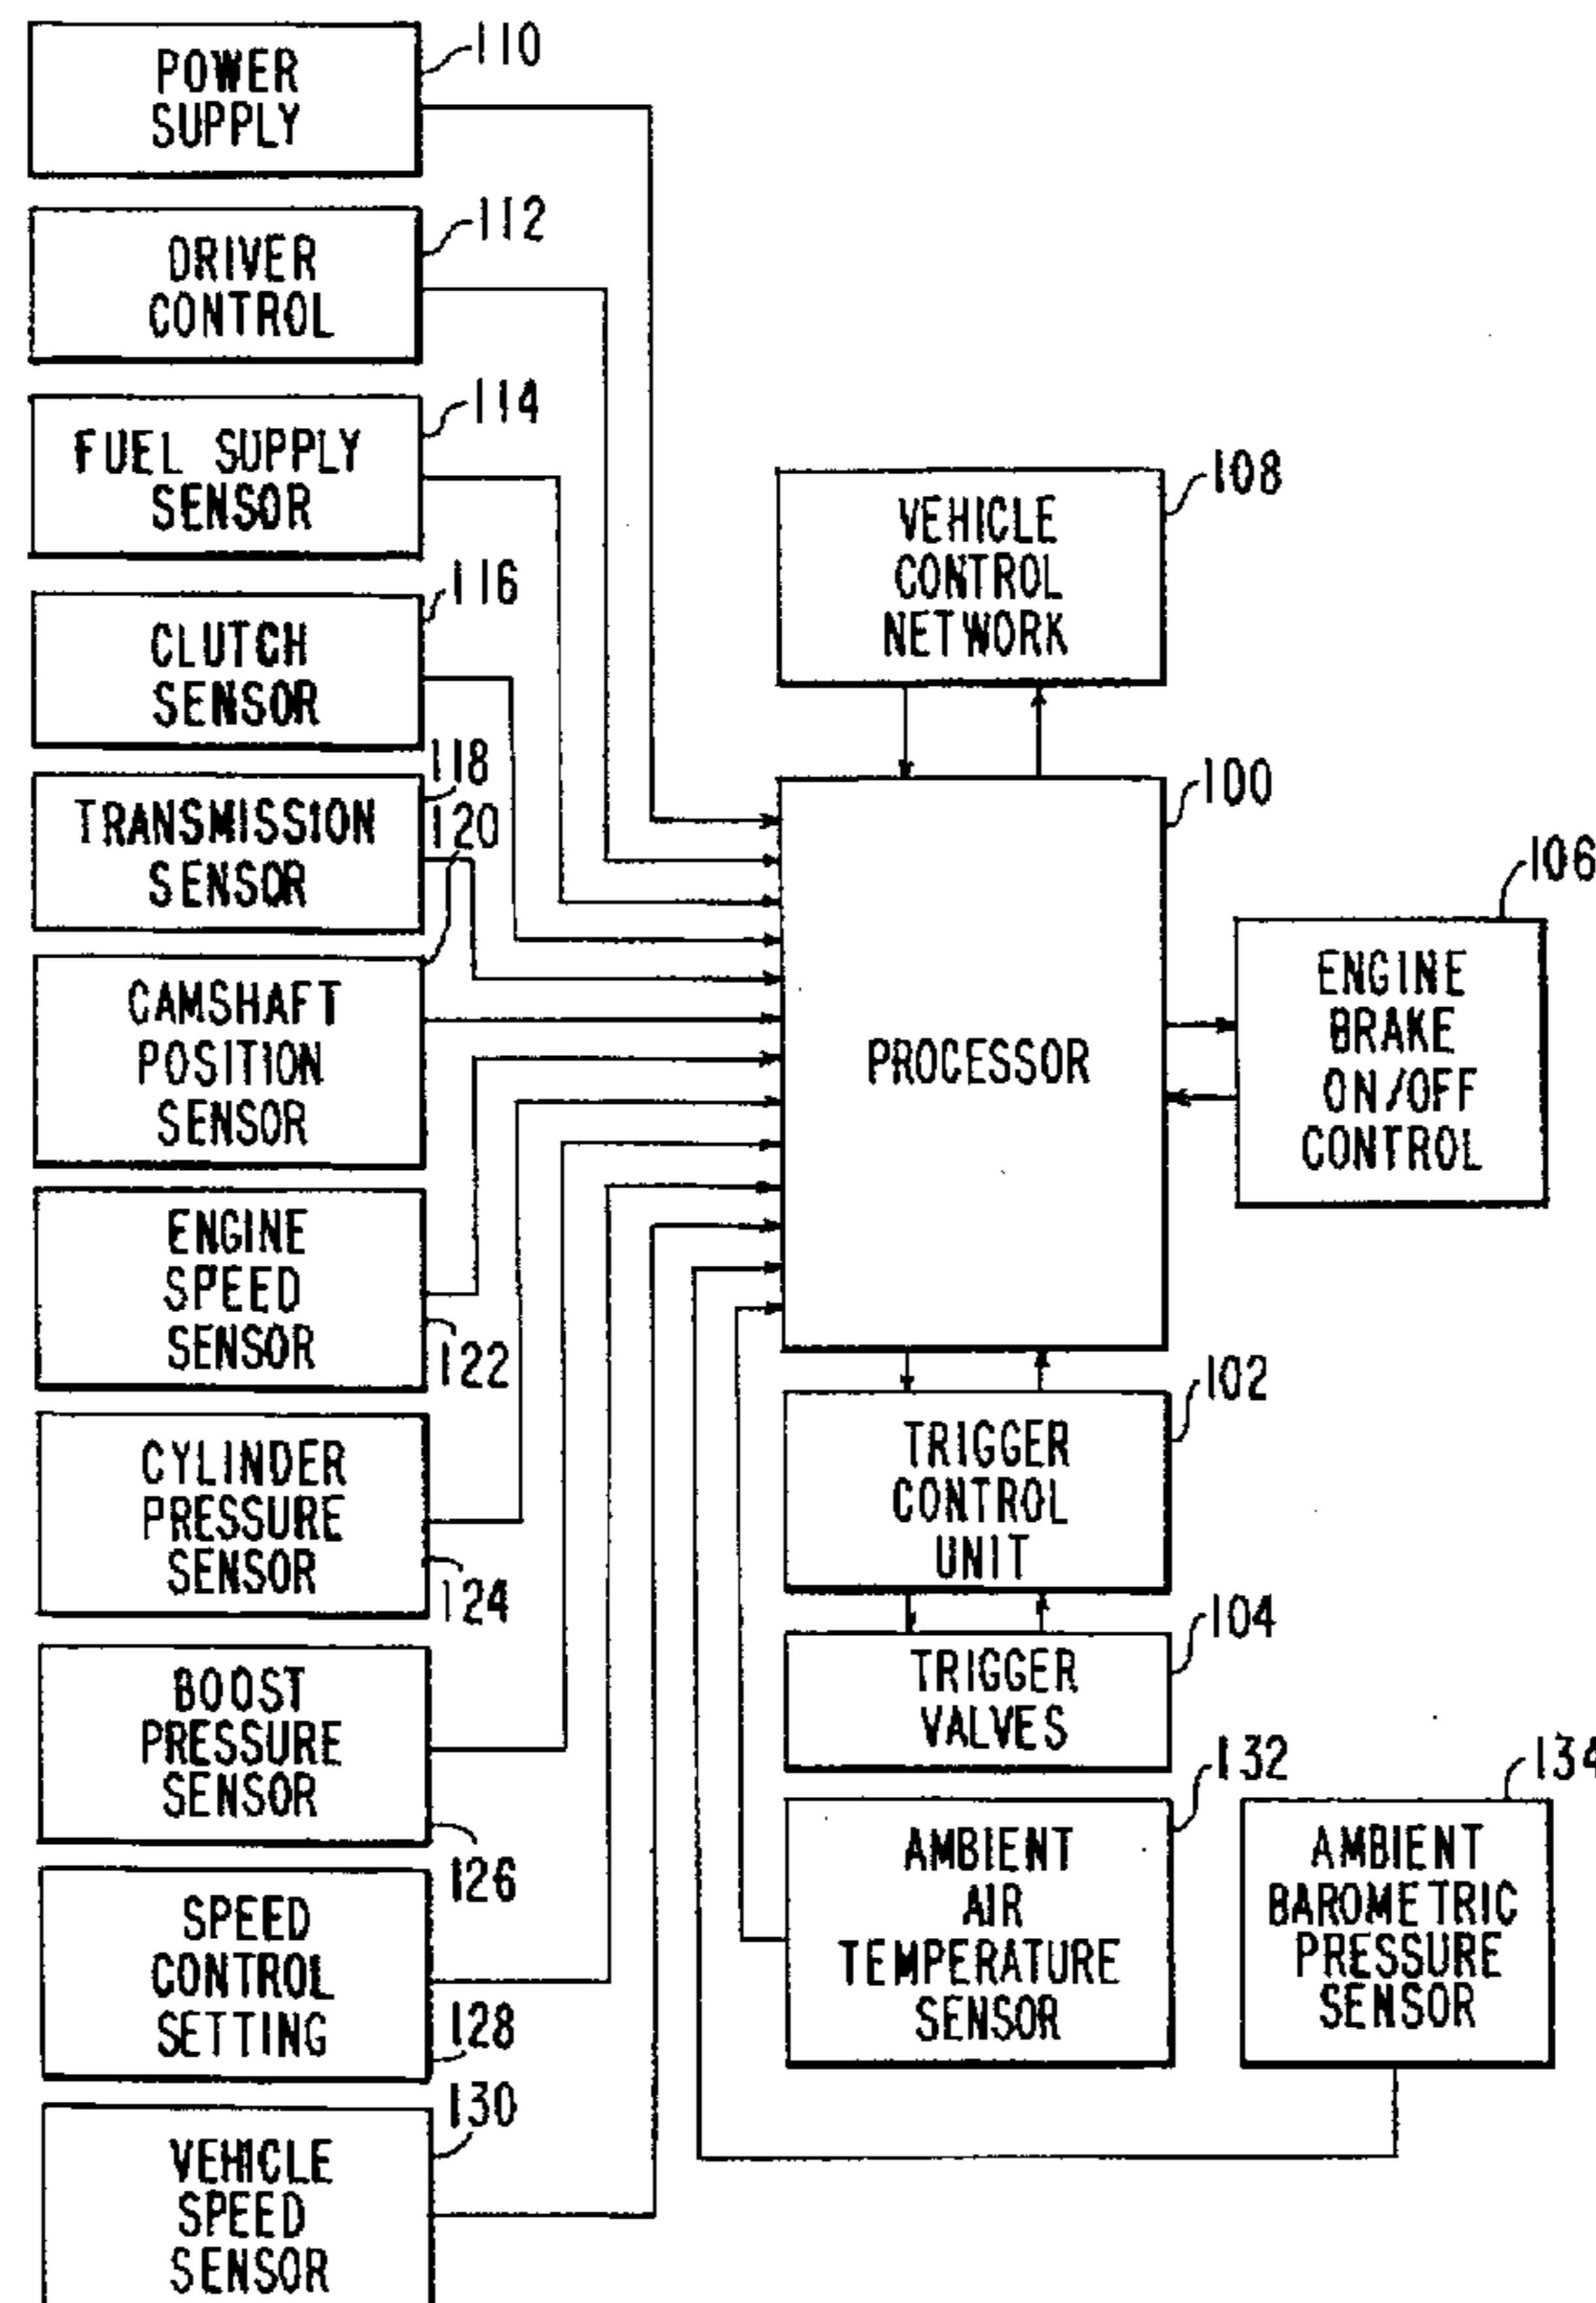 POWER
SUPPLY
110
DRIVER
CONTROL
112
FUEL SUPPLY
SENSOR
114
CLUTCH
SENSOR
116
TRANSMISSION
SENSOR
118
120
CAMSHAFT
POSITION
SENSOR
ENGINE
SPEED
SENSOR
122
CYLINDER
PRESSURE
SENSOR
124
BOOST
PRESSURE
SENSOR
126
SPEED
CONTROL
SETTING
128
VEHICLE
SPEED
SENSOR
130
VEHICLE
CONTROL
NETWORK
108
PROCESSOR
100
ENGINE
BRAKE
ON/OFF
CONTROL
106
TRIGGER
CONTROL
UNIT
102
TRIGGER
VALVES
104
AMBIENT
AIR
TEMPERATURE
SENSOR
132
AMBIENT
BAROMETRIC
PRESSURE
SENSOR
134